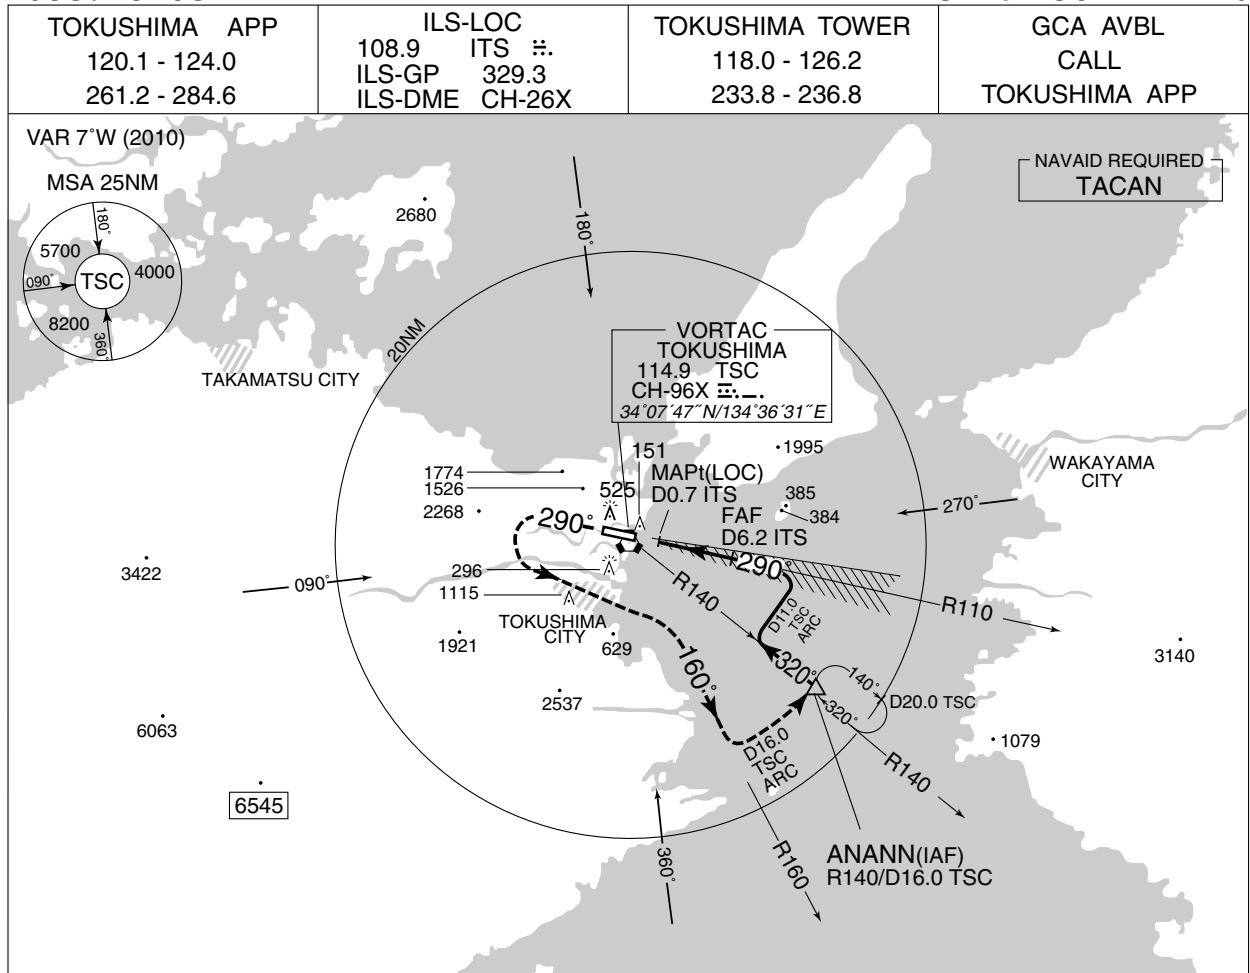 TOKUSHIMA APP
120.1 - 124.0
261.2 - 284.6
ILS-LOC
108.9 ITS
ILS-GP 329.3
ILS-DME CH-26X
TOKUSHIMA TOWER
118.0 - 126.2
233.8 - 236.8
GCA AVBL
CALL
TOKUSHIMA APP
VAR 7°W (2010)
MSA 25NM
180°
5700
4000
TSC
090°
8200
360°
NAVAID REQUIRED
TACAN
2680
180°
20NM
TAKAMATSU CITY
VORTAC
TOKUSHIMA
114.9 TSC
CH-96X
34°07′47″N/134°36′31″E
151
1995
WAKAYAMA
CITY
1774
1526
2268
525
MAPt(LOC)
D0.7 ITS
385
384
FAF
D6.2 ITS
270°
290°
290°
3422
090°
296
1115
R140
R110
D11.0
TSC
ARC
TOKUSHIMA
CITY
1921
629
3140
320°
160°
140°
D20.0 TSC
320°
2537
6063
D16.0
TSC
ARC
1079
R140
6545
360°
R160
ANANN(IAF)
R140/D16.0 TSC